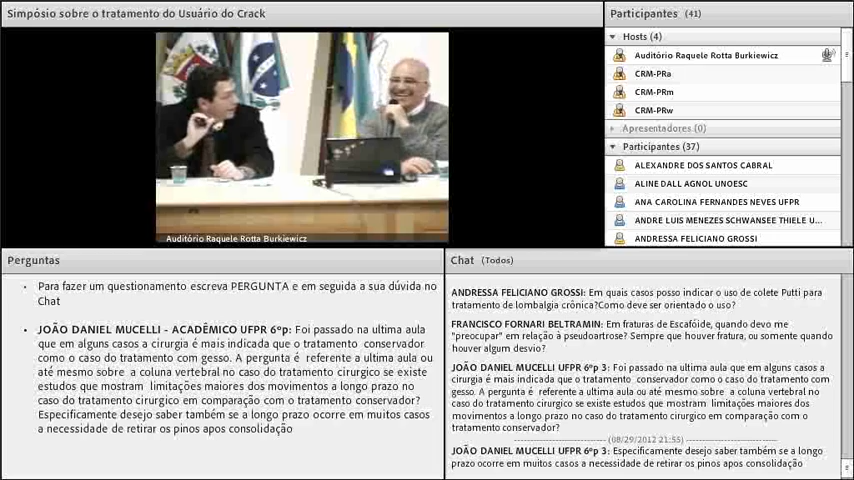 Simpósio sobre o tratamento do Usuário do Crack
Auditório Raquele Rotta Burkiewicz
Participantes (41)
Hosts (4)
Auditório Raquele Rotta Burkiewicz
CRM-PRa
CRM-PRm
CRM-PRw
Apresentadores (0)
Participantes (37)
ALEXANDRE DOS SANTOS CABRAL
ALINE DALL AGNOL UNOESC
ANA CAROLINA FERNANDES NEVES UFPR
ANDRE LUIS MENEZES SCHWANSEE THIELE U...
ANDRESSA FELICIANO GROSSI
Perguntas
Para fazer um questionamento escreva PERGUNTA e em seguida a sua dúvida no
Chat
JOÃO DANIEL MUCELLI - ACADÊMICO UFPR 6ºp: Foi passado na ultima aula
que em alguns casos a cirurgia é mais indicada que o tratamento conservador
como o caso do tratamento com gesso. A pergunta é referente a ultima aula ou
até mesmo sobre a coluna vertebral no caso do tratamento cirurgico se existe
estudos que mostram limitações maiores dos movimentos a longo prazo no
caso do tratamento cirurgico em comparação com o tratamento conservador?
Especificamente desejo saber também se a longo prazo ocorre em muitos casos
a necessidade de retirar os pinos apos consolidação
Chat (Todos)
ANDRESSA FELICIANO GROSSI: Em quais casos posso indicar o uso de colete Putti para
tratamento de lombalgia crônica?Como deve ser orientado o uso?
FRANCISCO FORNARI BELTRAMIN: Em fraturas de Escafóide, quando devo me
"preocupar" em relação à pseudoartrose? Sempre que houver fratura, ou somente quando
houver algum desvio?
JOÃO DANIEL MUCELLI UFPR 6ºp 3: Foi passado na ultima aula que em alguns casos a
cirurgia é mais indicada que o tratamento conservador como o caso do tratamento com
gesso. A pergunta é referente a ultima aula ou até mesmo sobre a coluna vertebral no
caso do tratamento cirurgico se existe estudos que mostram limitações maiores dos
movimentos a longo prazo no caso do tratamento cirurgico em comparação com o
tratamento conservador?
(08/29/2012 21:55)
JOÃO DANIEL MUCELLI UFPR 6ºp 3: Especificamente desejo saber também se a longo
prazo ocorre em muitos casos a necessidade de retirar os pinos apos consolidação